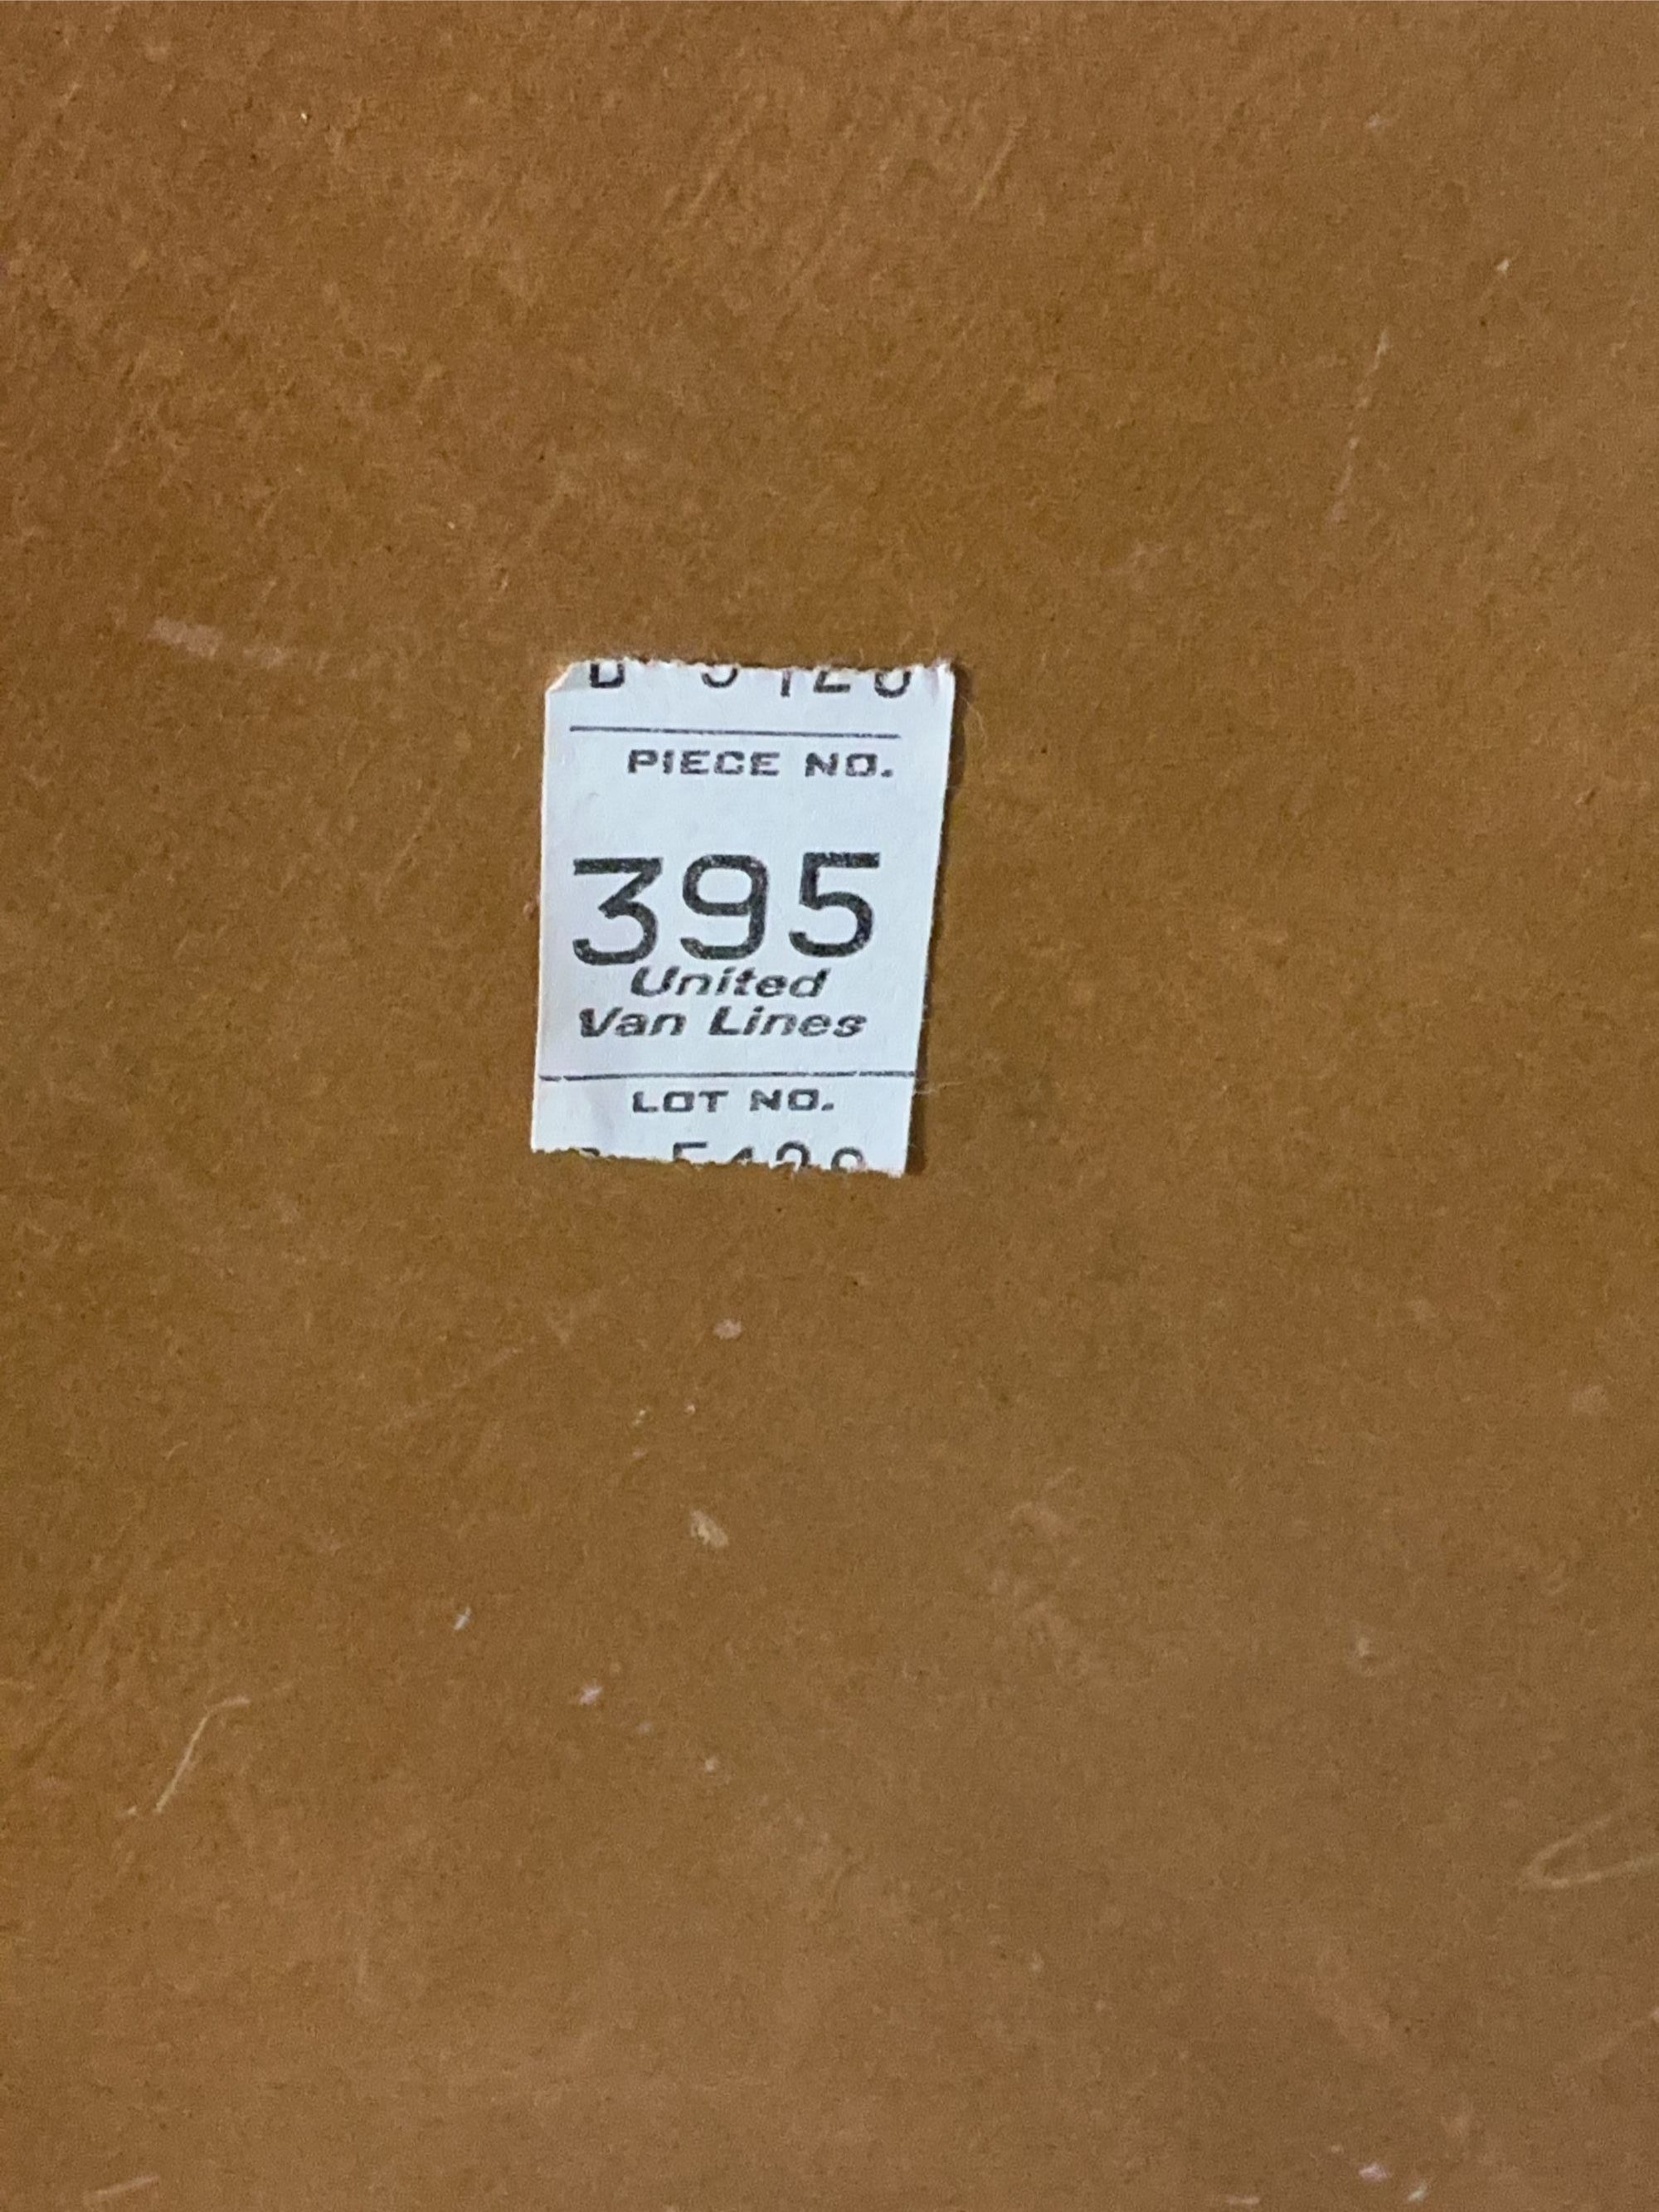 PIECE NO.
395
United
Van Lines
LOT NO.